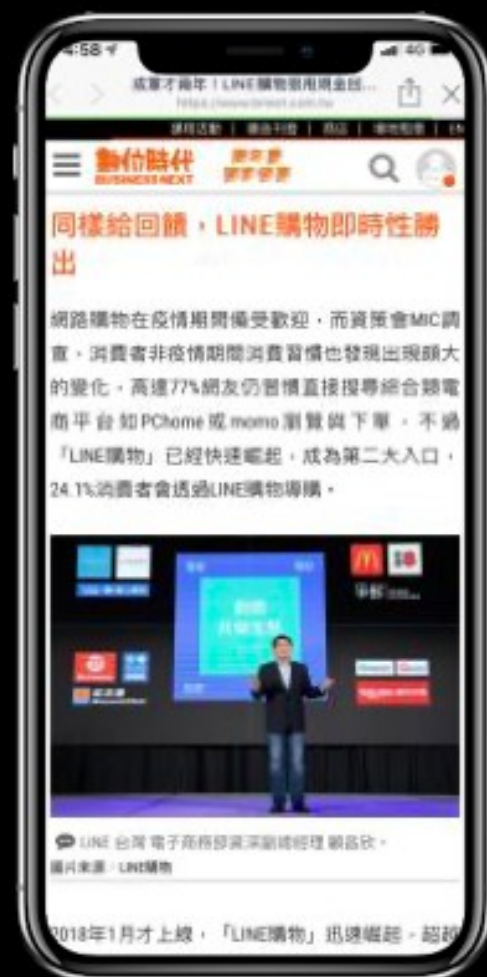 4:58
4G
成軍才兩年！LINE購物狠甩現金回...
數位時代
BUSINESS NEXT
同樣給回饋，LINE購物即時性勝
出
網路購物在疫情期間備受歡迎，而資策會MIC調
查，消費者非疫情期間消費習慣也發現出現頗大
的變化，高達77%網友仍習慣直接搜尋綜合類電
商平台如PChome或momo瀏覽與下單，不過
「LINE購物」已經快速崛起，成為第二大入口，
24.1%消費者會透過LINE購物導購。
LINE 台灣 電子商務部資深副總經理
圖片來源：LINE購物
2018年1月才上線，「LINE購物」迅速崛起，超越